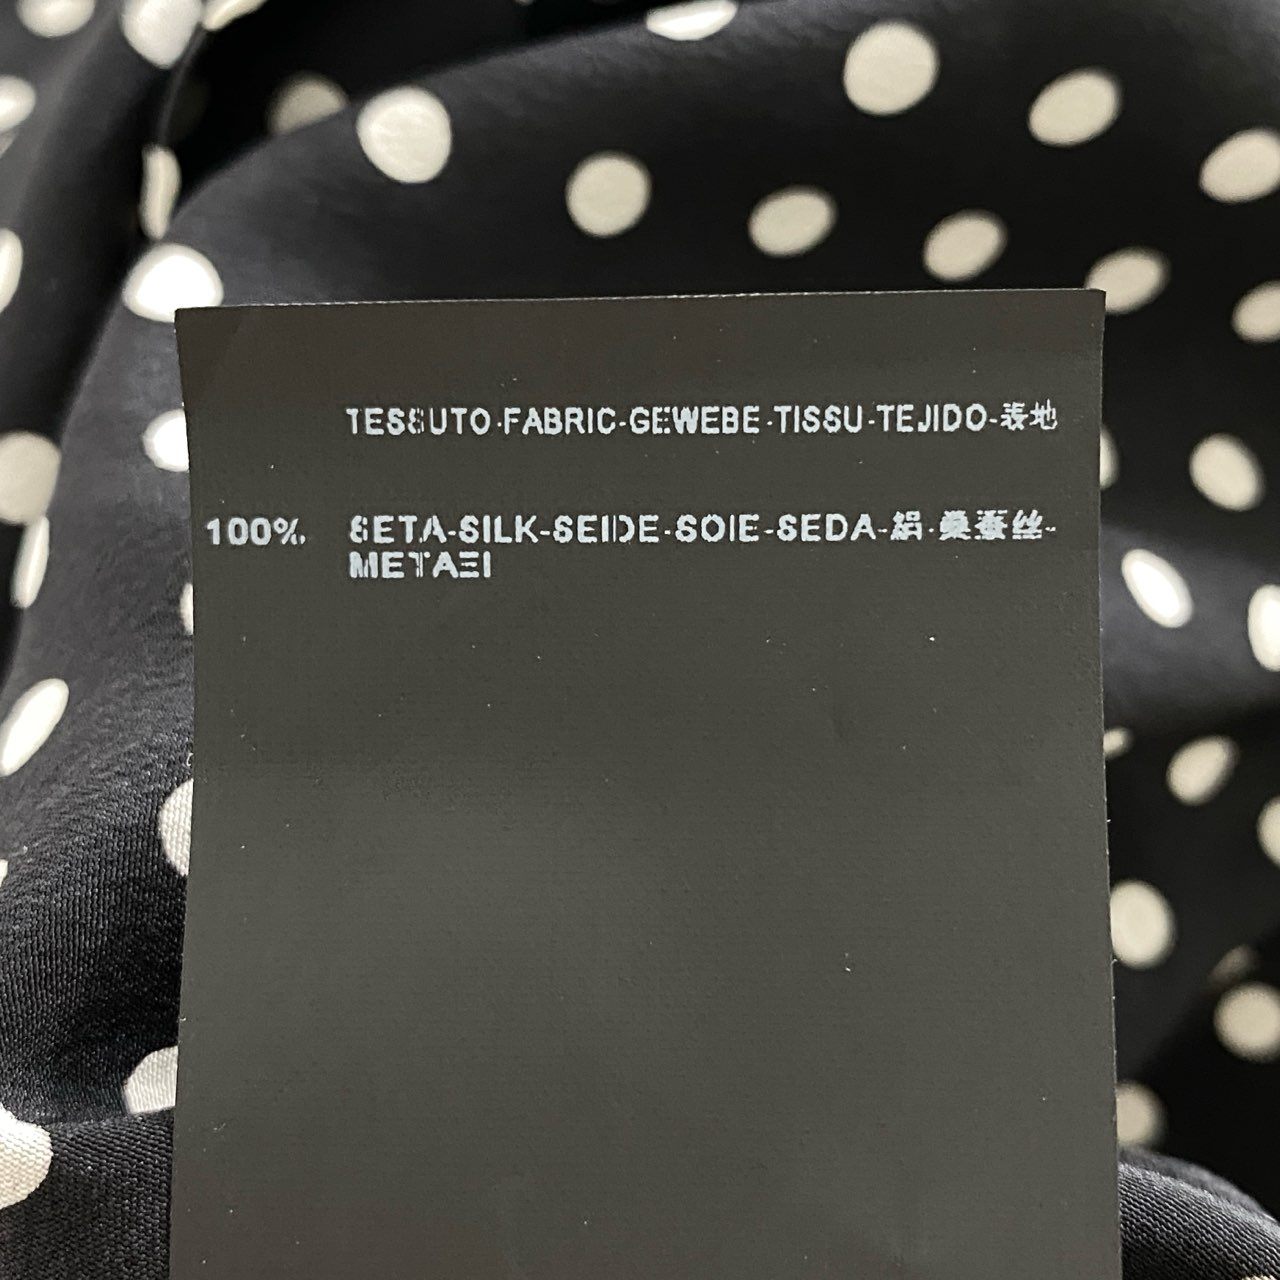 TESSUTO-FABRIC-GEWEBE-TISSU-TEJIDO-表地
100% SETA-SILK-SEIDE-SOIE-SEDA-絹-桑蚕丝-
ΜΕΤΑΞΙ